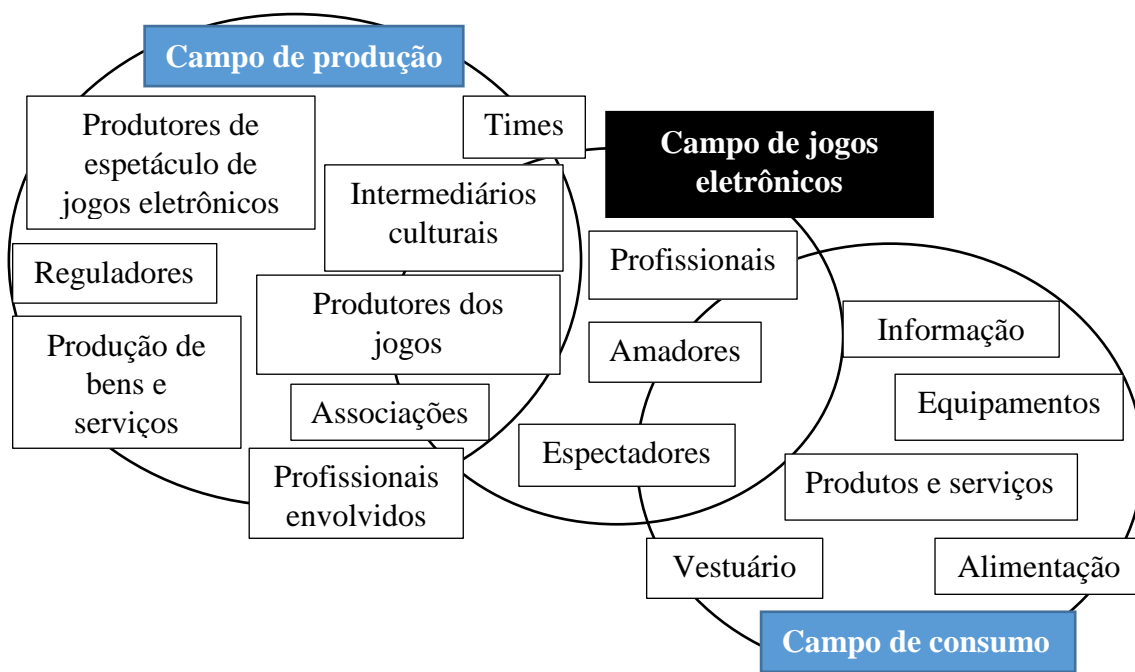 Campo de produção
Produtores de
espetáculo de
jogos eletrônicos
Times
Campo de jogos
eletrônicos
Intermediários
culturais
Reguladores
Profissionais
Produtores dos
jogos
Produção de
bens e
serviços
Amadores
Informação
Associações
Equipamentos
Espectadores
Profissionais
envolvidos
Produtos e serviços
Vestuário
Alimentação
Campo de consumo